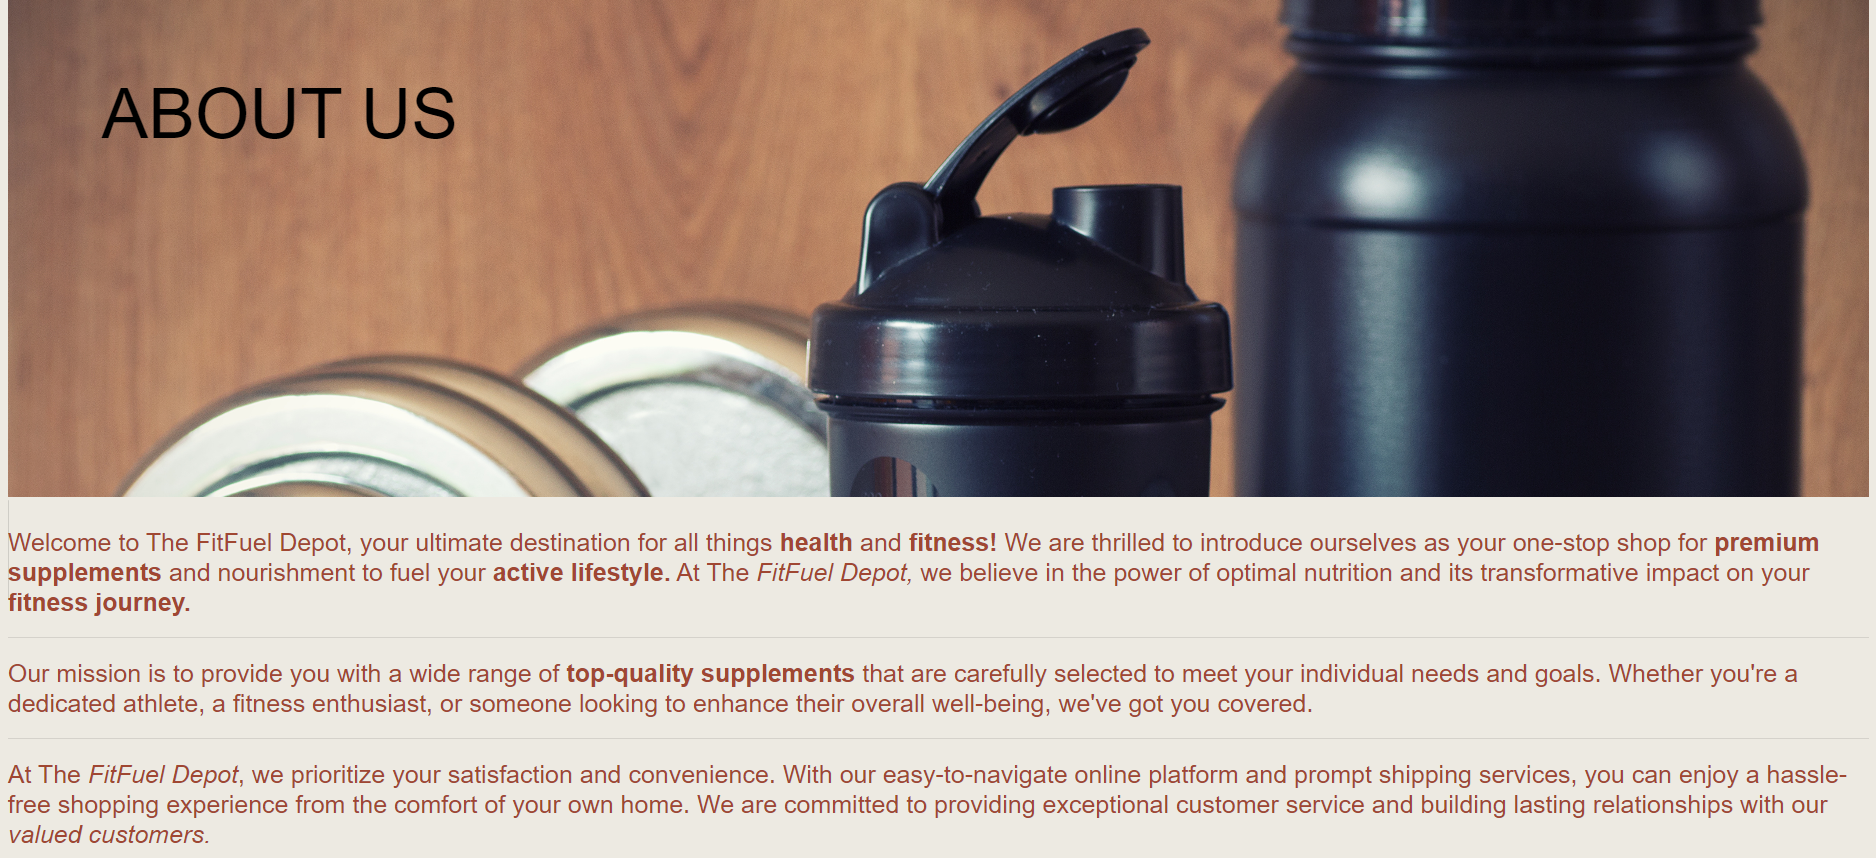 ABOUT US
Welcome to The FitFuel Depot, your ultimate destination for all things health and fitness! We are thrilled to introduce ourselves as your one-stop shop for premium
supplements and nourishment to fuel your active lifestyle. At The FitFuel Depot, we believe in the power of optimal nutrition and its transformative impact on your
fitness journey.
Our mission is to provide you with a wide range of top-quality supplements that are carefully selected to meet your individual needs and goals. Whether you're a
dedicated athlete, a fitness enthusiast, or someone looking to enhance their overall well-being, we've got you covered.
At The FitFuel Depot, we prioritize your satisfaction and convenience. With our easy-to-navigate online platform and prompt shipping services, you can enjoy a hassle-
free shopping experience from the comfort of your own home. We are committed to providing exceptional customer service and building lasting relationships with our
valued customers.